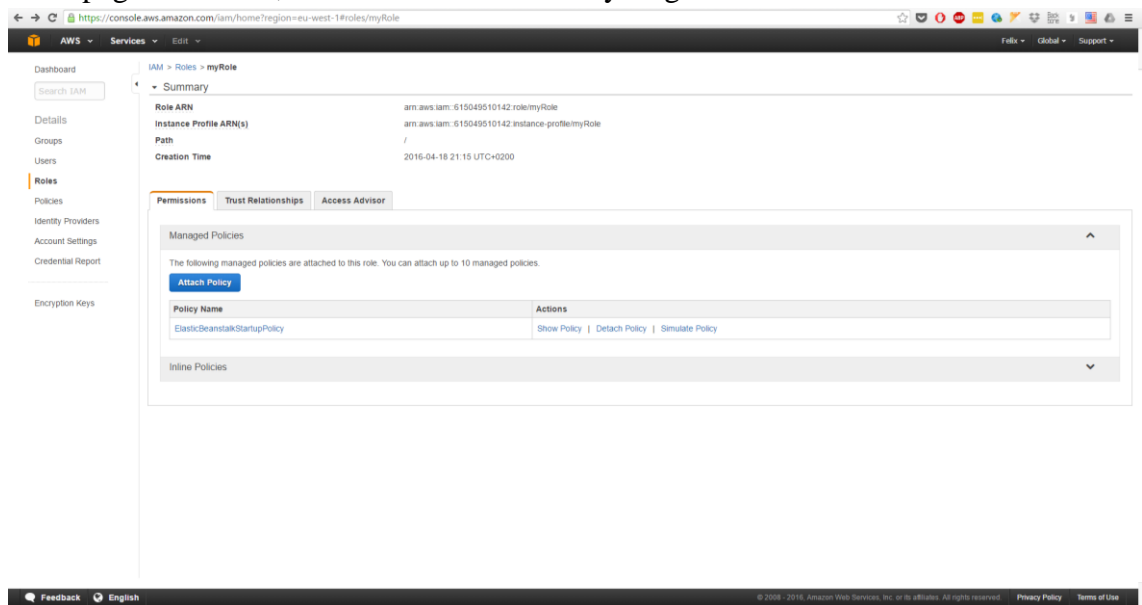 https://console.aws.amazon.com/iam/home?region=eu-west-1#roles/myRole
AWS Services Edit Felix Global Support
Dashboard
Search IAM
Details
Groups
Users
Roles
Policies
Identity Providers
Account Settings
Credential Report
Encryption Keys
IAM > Roles > myRole
Summary
Role ARN arn:aws:iam::615049510142:role/myRole
Instance Profile ARN(s) arn:aws:iam::615049510142:instance-profile/myRole
Path /
Creation Time 2016-04-18 21:15 UTC+0200
Permissions Trust Relationships Access Advisor
Managed Policies
The following managed policies are attached to this role. You can attach up to 10 managed policies.
Attach Policy
Policy Name Actions
ElasticBeanstalkStartupPolicy Show Policy | Detach Policy | Simulate Policy
Inline Policies
Feedback English © 2008 - 2016, Amazon Web Services, Inc. or its affiliates. All rights reserved. Privacy Policy Terms of Use